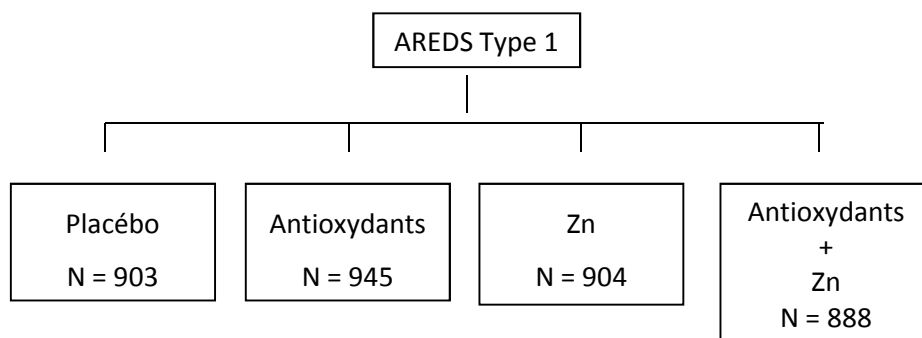 AREDS Type 1
Placébo
N = 903
Antioxydants
N = 945
Zn
N = 904
Antioxydants
+
Zn
N = 888